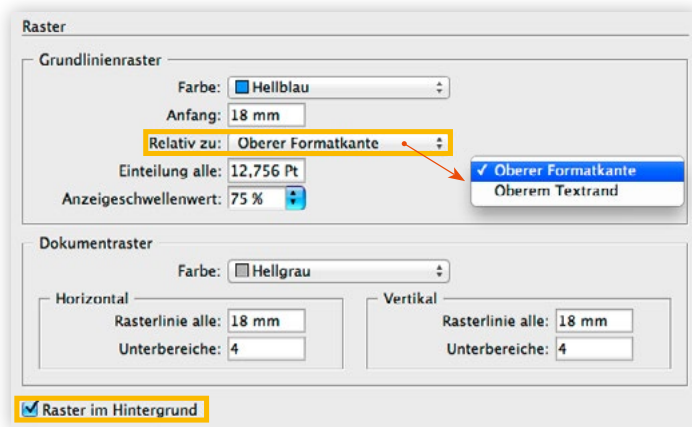 Raster
Grundlinienraster
Farbe: Hellblau
Anfang: 18 mm
Relativ zu: Oberer Formatkante
Einteilung alle: 12,756 Pt
✓ Oberer Formatkante
Oberem Textrand
Anzeigeschwellenwert: 75 %
Dokumentraster
Farbe: Hellgrau
Horizontal
Rasterlinie alle: 18 mm
Unterbereiche: 4
Vertikal
Rasterlinie alle: 18 mm
Unterbereiche: 4
Raster im Hintergrund